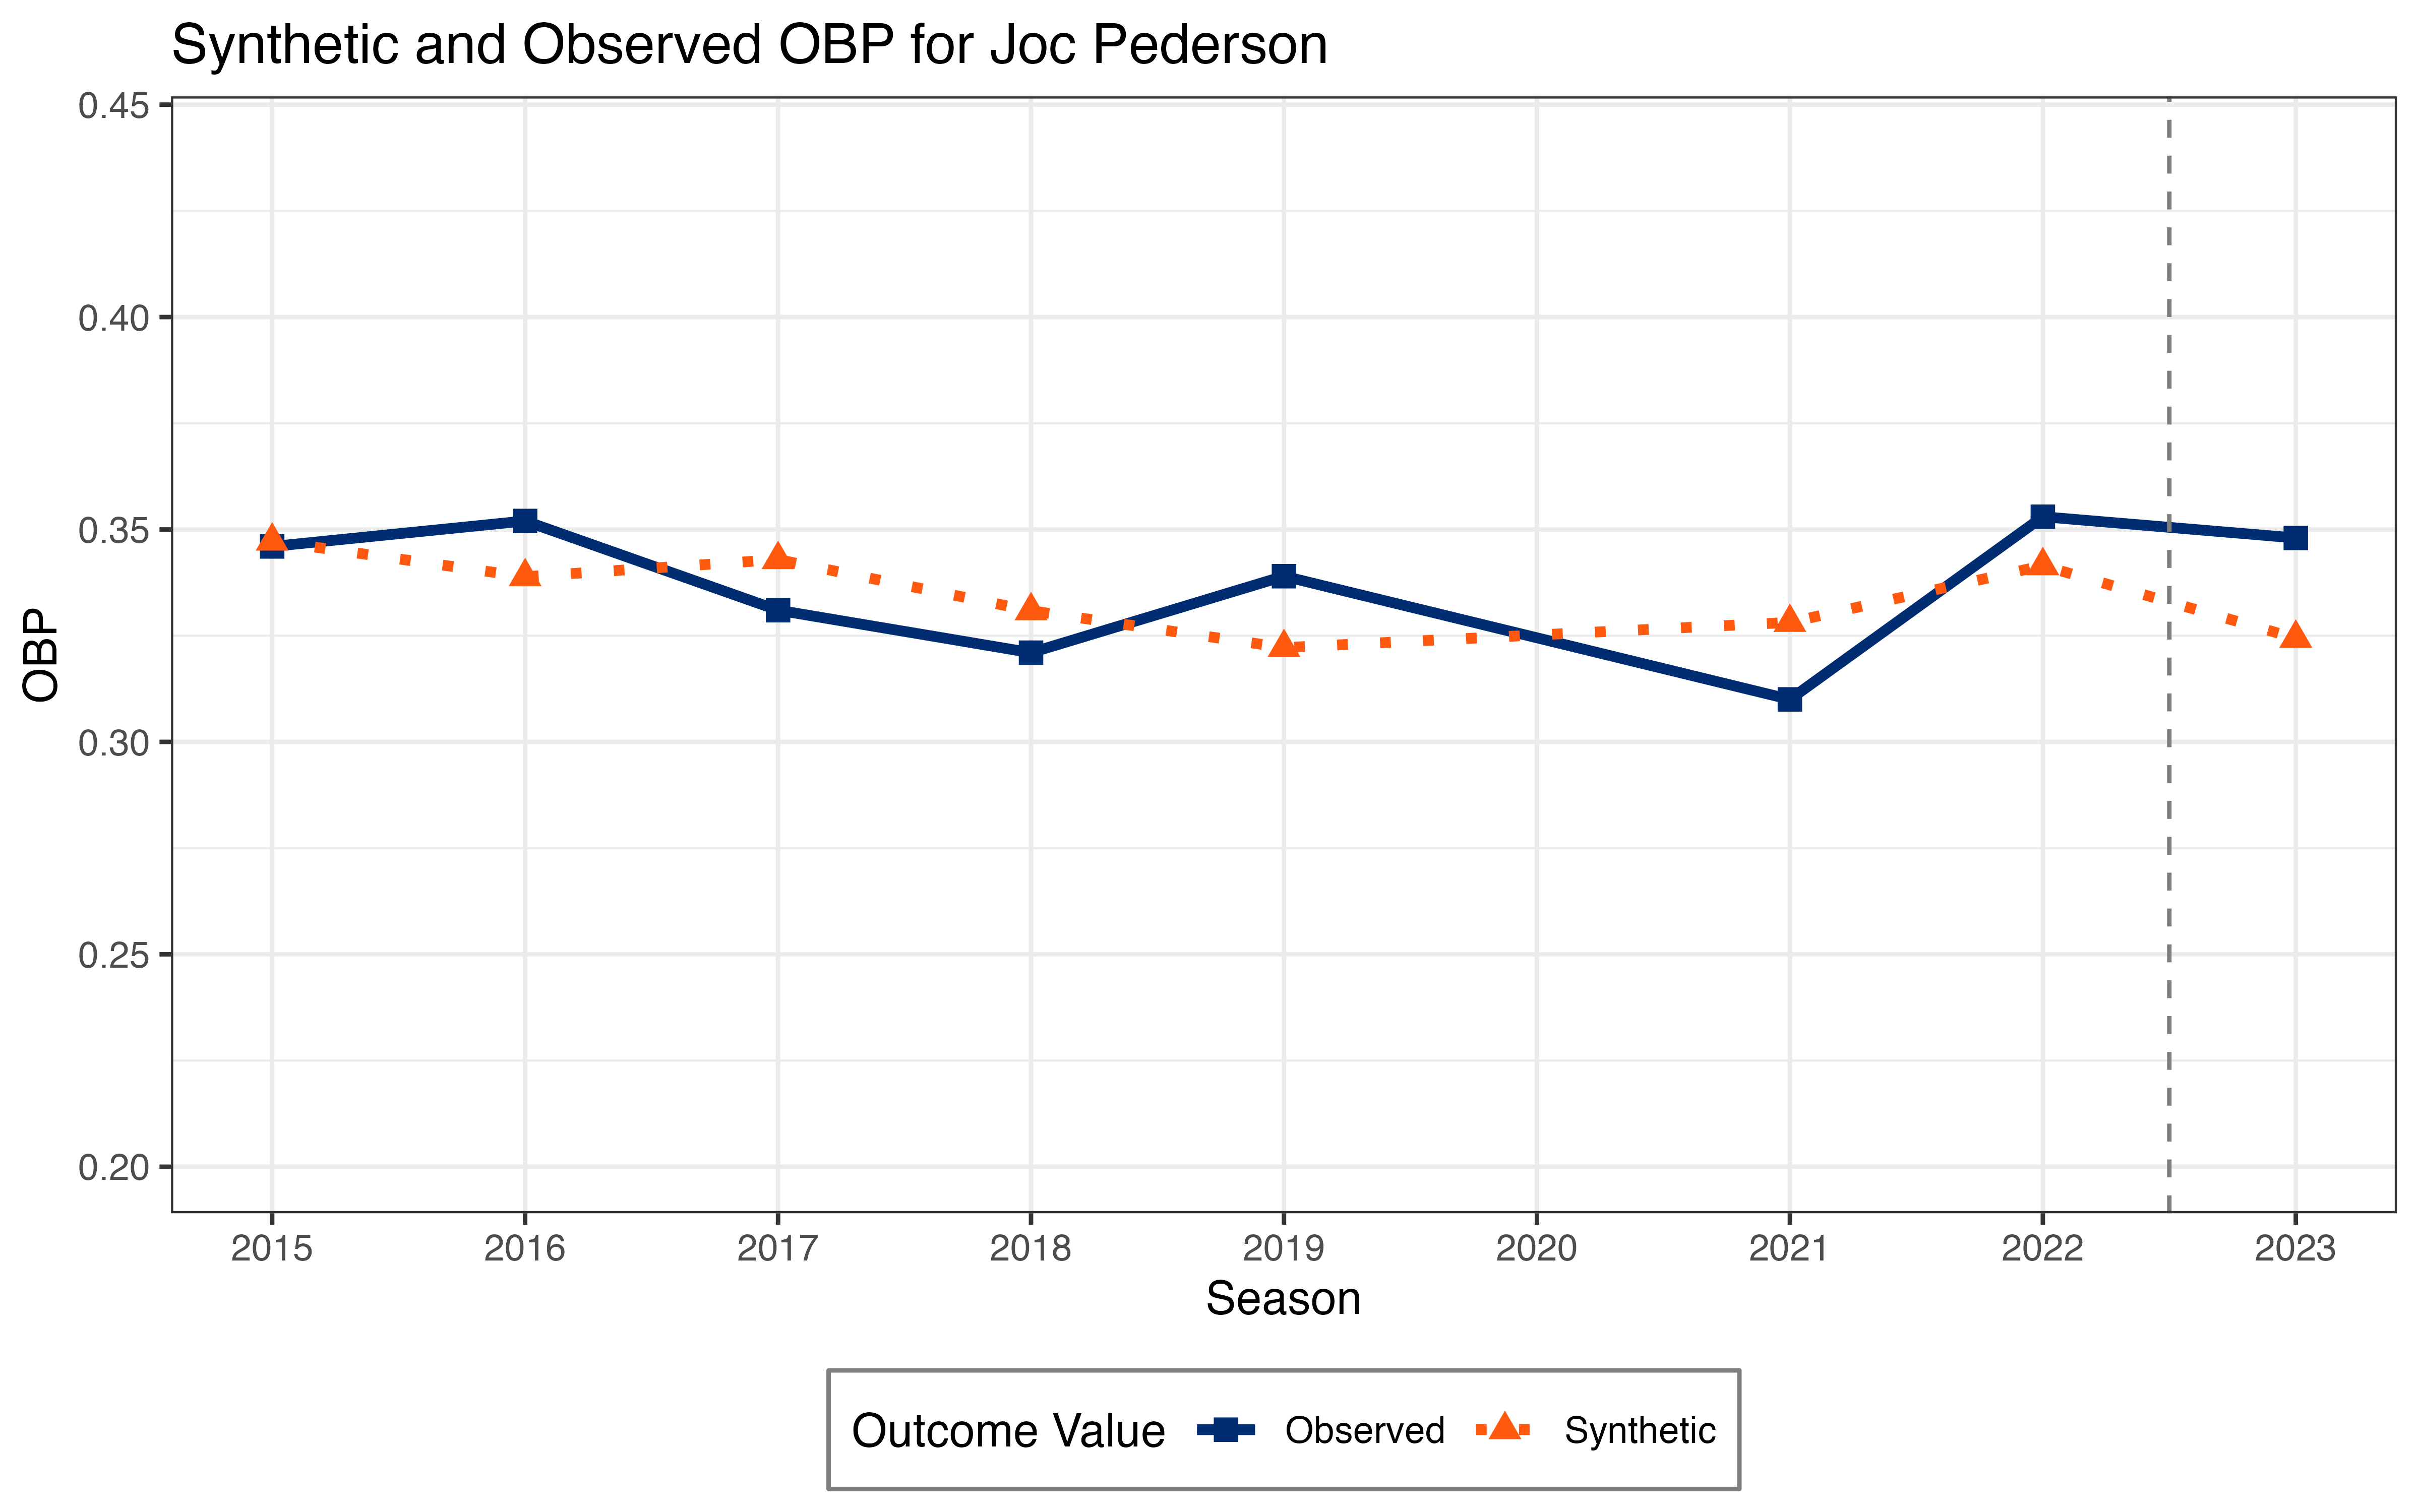 Synthetic and Observed OBP for Joc Pederson
0.45
0.40
0.35
0.30
0.25
0.20
OBP
2015 2016 2017 2018 2019 2020 2021 2022 2023
Season
Outcome Value Observed Synthetic